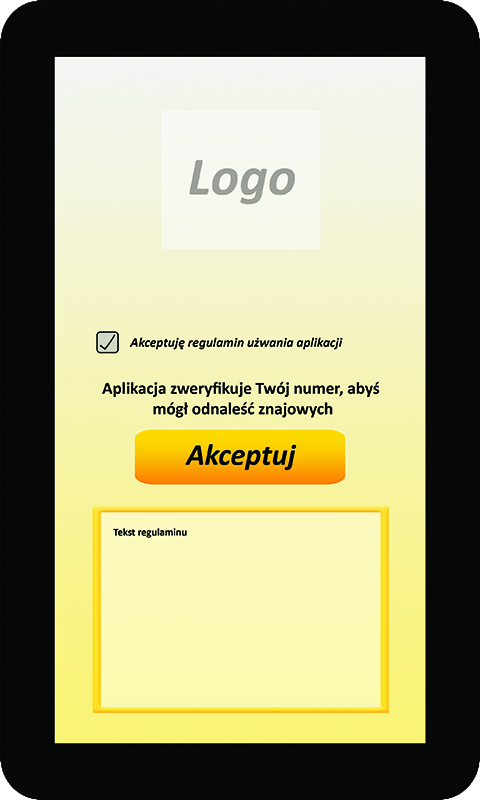 Logo
Akceptuję regulamin użwania aplikacji
Aplikacja zweryfikuje Twój numer, abyś
mógł odnaleść znajowych
Akceptuj
Tekst regulaminu